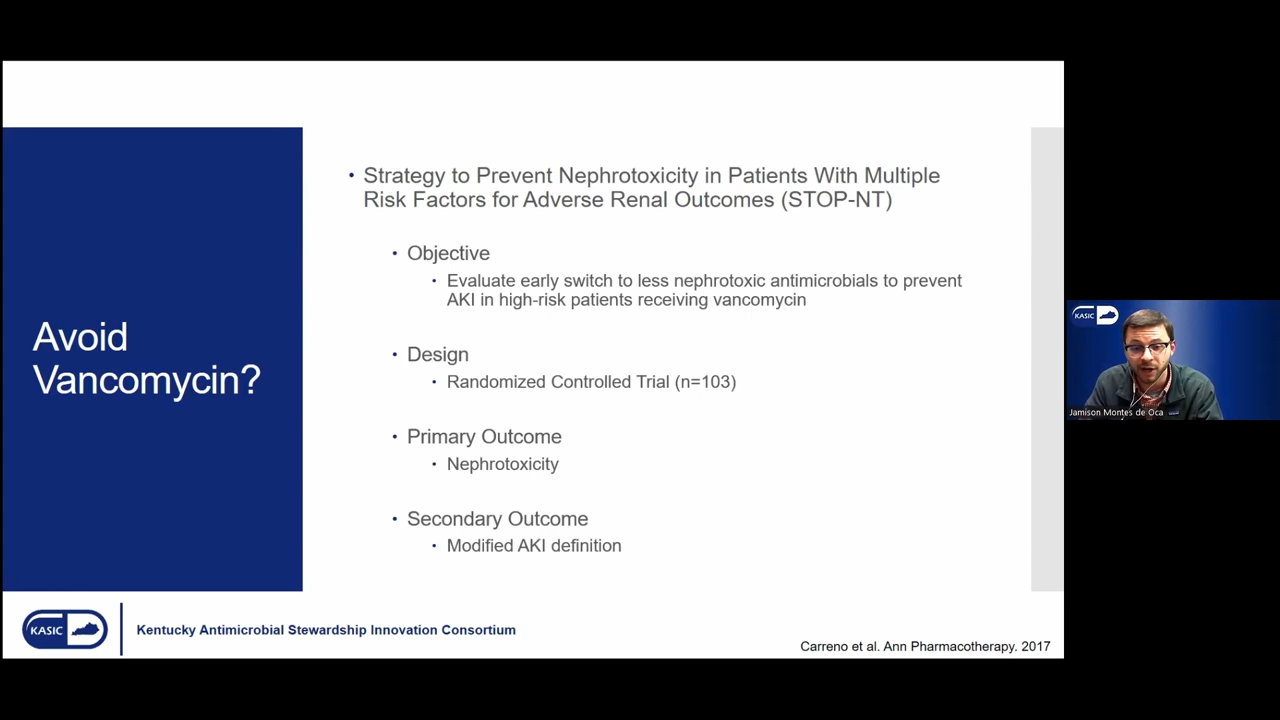 Avoid
Vancomycin?
• Strategy to Prevent Nephrotoxicity in Patients With Multiple
Risk Factors for Adverse Renal Outcomes (STOP-NT)
• Objective
• Evaluate early switch to less nephrotoxic antimicrobials to prevent
AKI in high-risk patients receiving vancomycin
• Design
• Randomized Controlled Trial (n=103)
• Primary Outcome
• Nephrotoxicity
• Secondary Outcome
• Modified AKI definition
KASIC
Kentucky Antimicrobial Stewardship Innovation Consortium
Carreno et al. Ann Pharmacotherapy. 2017
KASIC
Jamison Montes de Oca